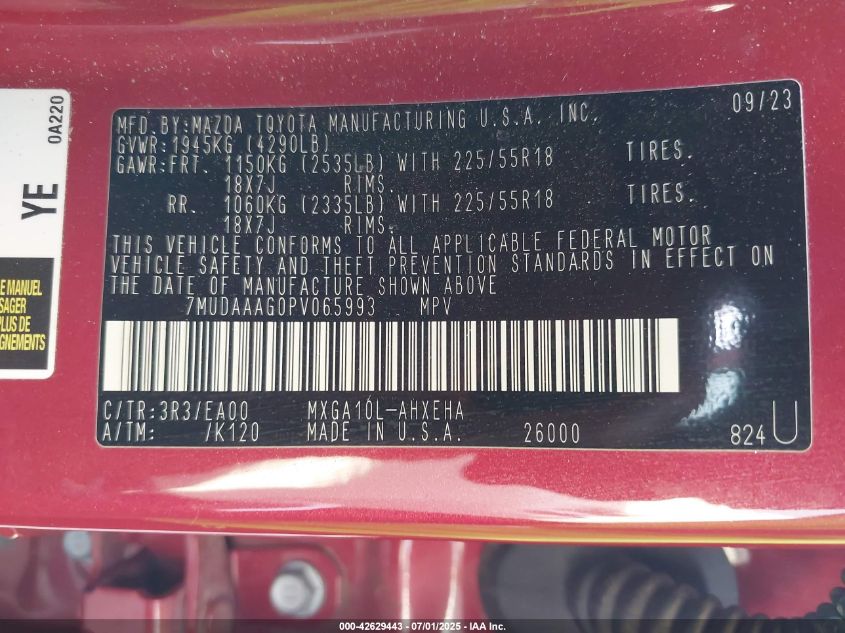 0A220
YE
E MANUEL
SAGER
PLUS DE
IGNEMENTS
MFD.BY:MAZDA TOYOTA MANUFACTURING U.S.A. INC. 09/23
GVWR:1945KG (4290LB)
GAWR:FRT. 1150KG (2535LB) WITH 225/55R18 TIRES.
18X7J RIMS.
RR. 1060KG (2335LB) WITH 225/55R18 TIRES.
18X7J RIMS.
THIS VEHICLE CONFORMS TO ALL APPLICABLE FEDERAL MOTOR
VEHICLE SAFETY AND THEFT PREVENTION STANDARDS IN EFFECT ON
THE DATE OF MANUFACTURE SHOWN ABOVE
7MUDAAAG0PV065993 MPV
C/TR:3R3/EA00 MXGA10L-AHXEHA
A/TM: /K120 MADE IN U.S.A. 26000 824U
000-42629443 - 07/01/2025 - IAA Inc.